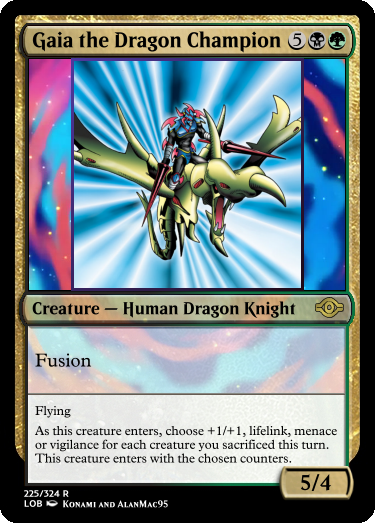 Gaia the Dragon Champion 5
Creature — Human Dragon Knight
Fusion
Flying
As this creature enters, choose +1/+1, lifelink, menace
or vigilance for each creature you sacrificed this turn.
This creature enters with the chosen counters.
5/4
225/324 R
LOB Konami and AlanMac95